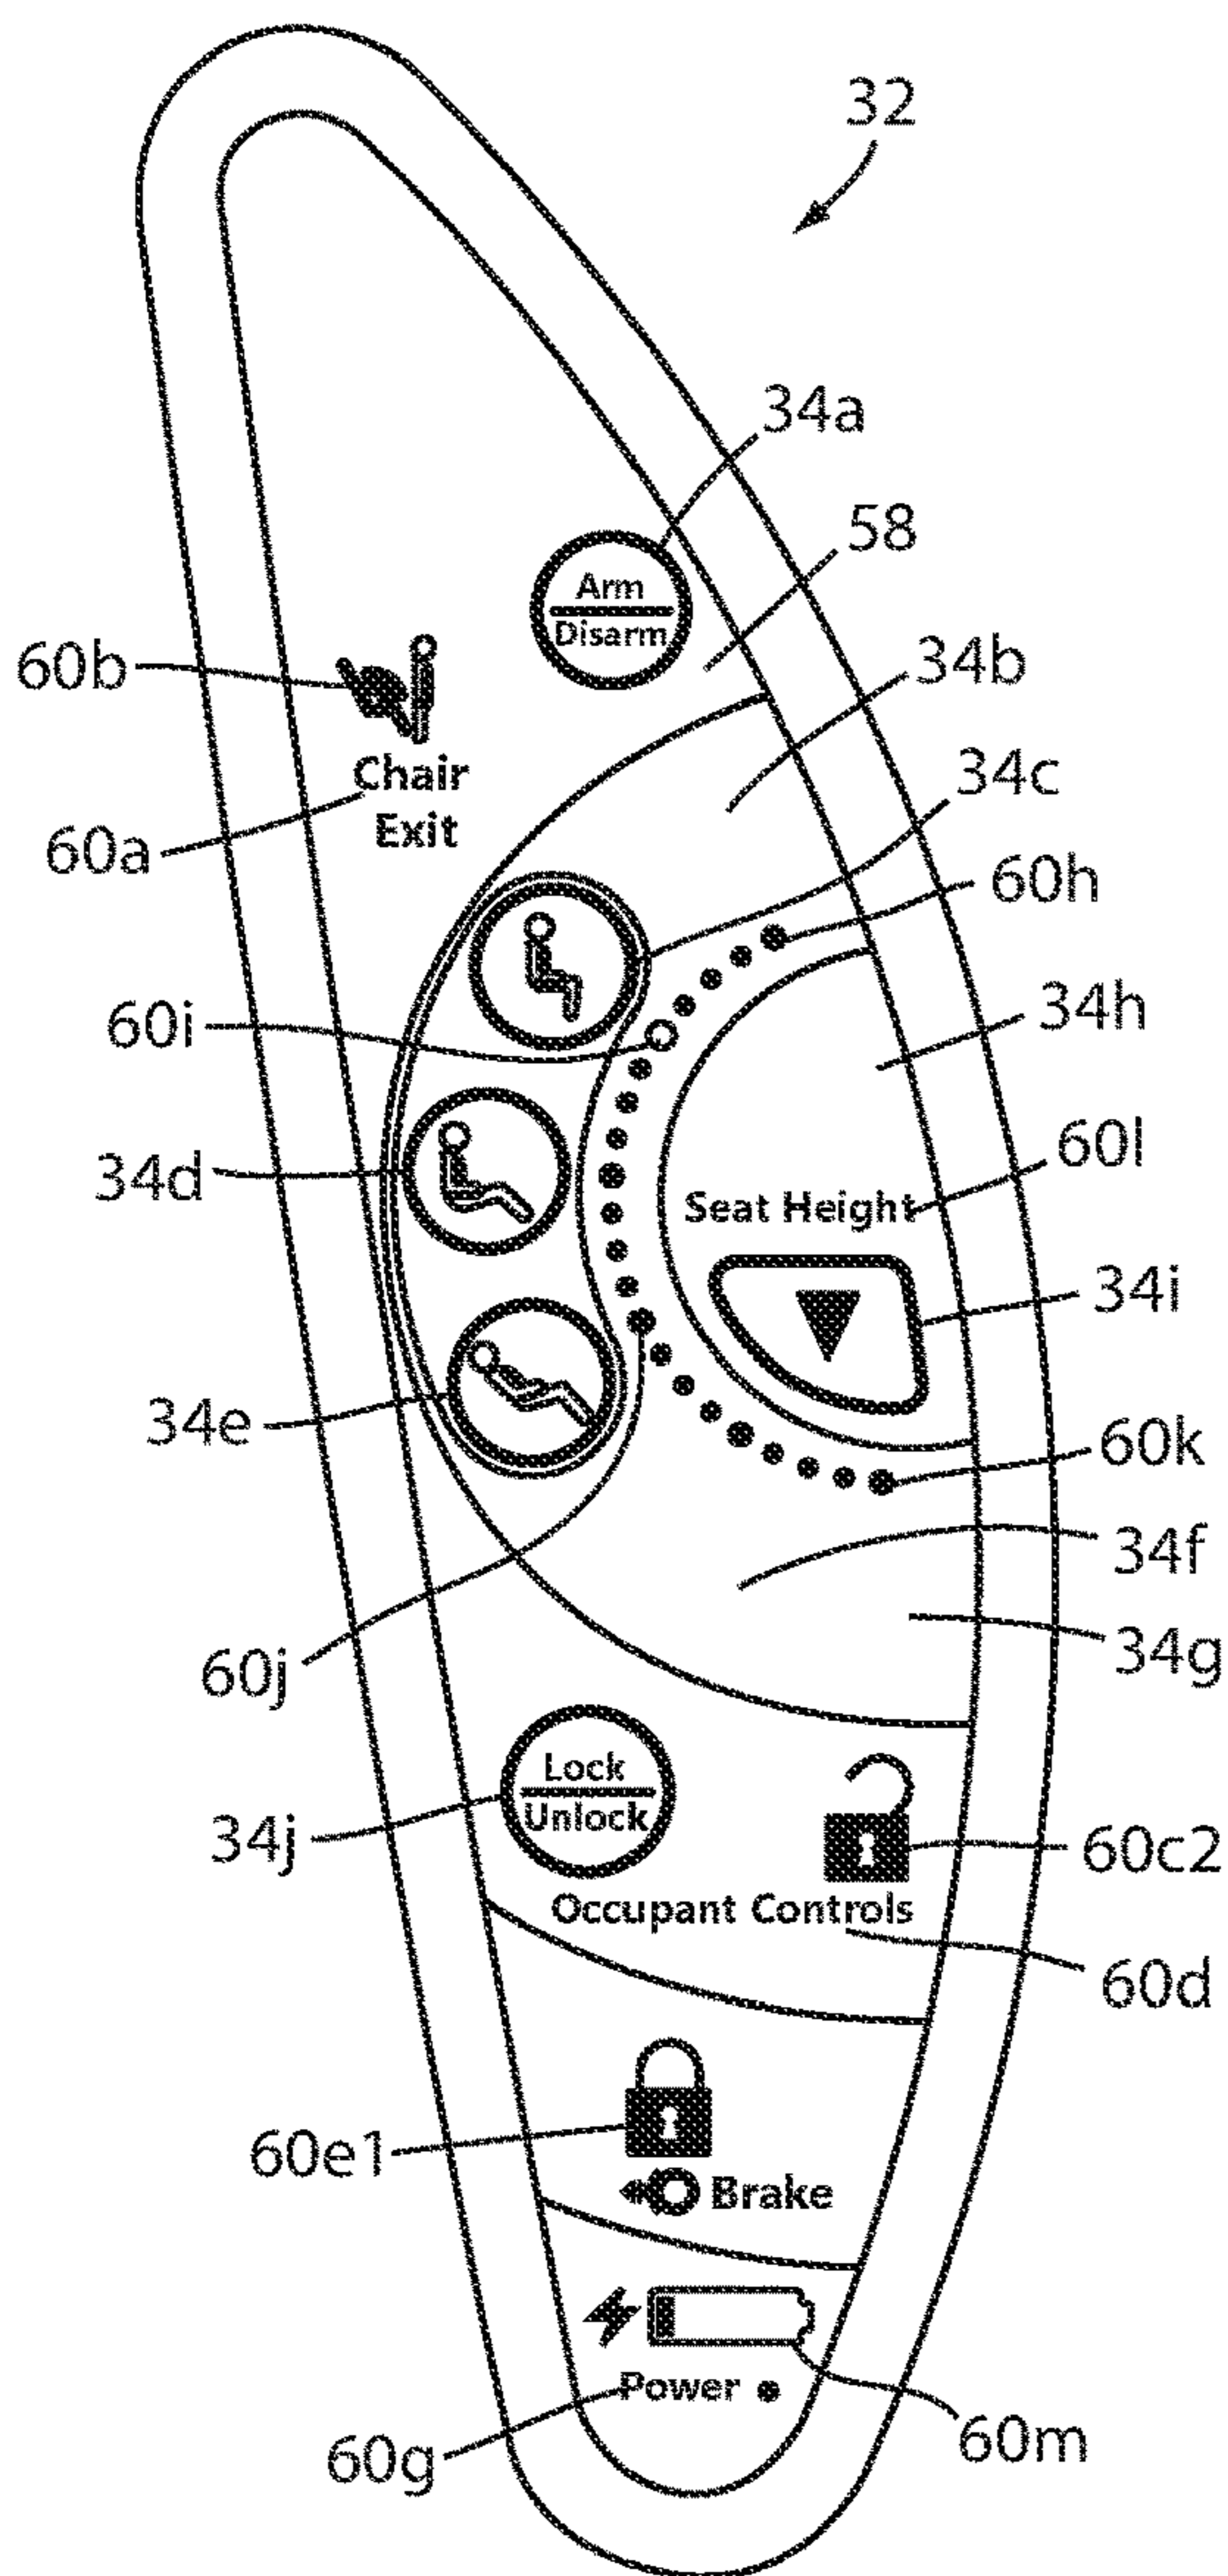 32
34a
58
Arm
Disarm
34b
60b
Chair
Exit
34c
60a
60h
60i
34h
60l
34d
Seat Height
34i
34e
60k
34f
34g
60j
Lock
Unlock
34j
60c2
Occupant Controls
60d
60e1
Brake
Power
60g
60m